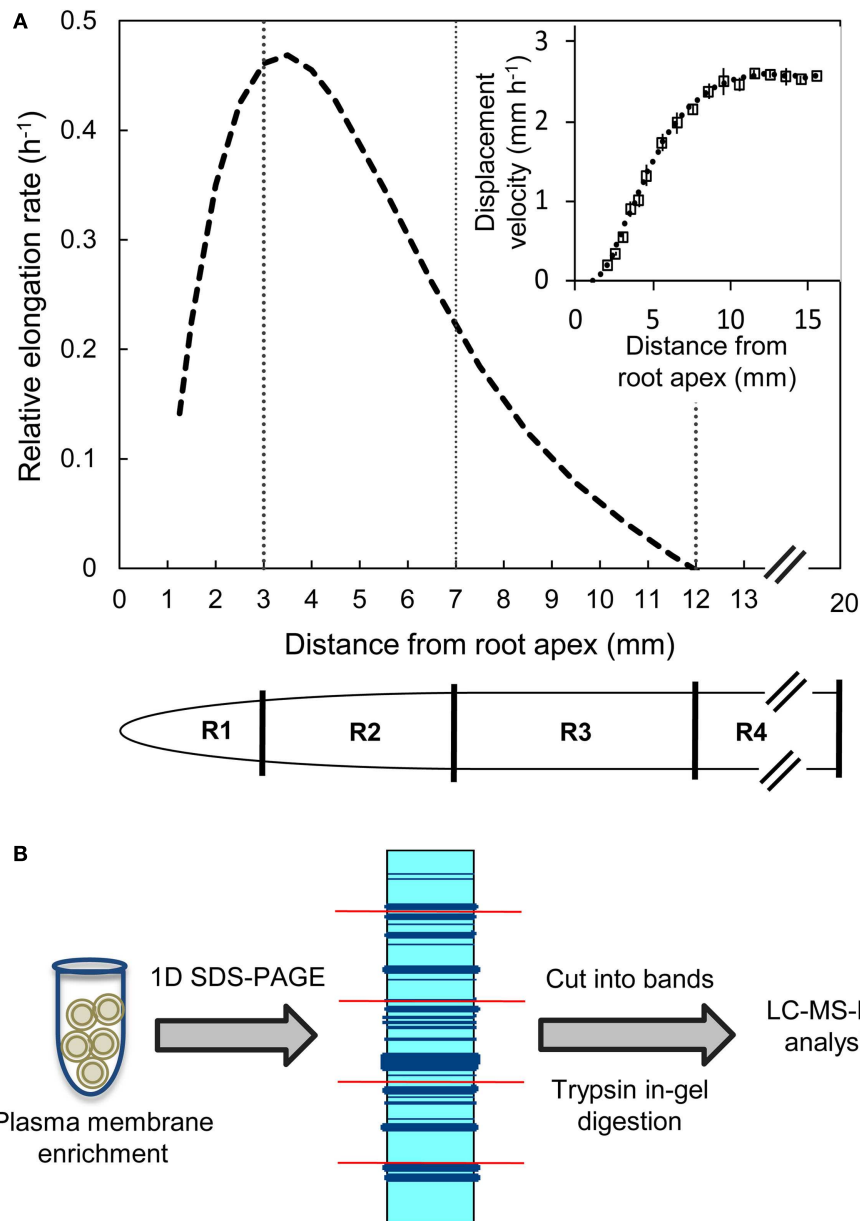 A
Relative elongation rate (h-1)
0.5
0.4
0.3
0.2
0.1
0
0 1 2 3 4 5 6 7 8 9 10 11 12 13 20
Distance from root apex (mm)
Displacement
velocity (mm h-1)
3
2
1
0
0 5 10 15
Distance from
root apex (mm)
R1 R2 R3 R4
B
1D SDS-PAGE
Plasma membrane
enrichment
Cut into bands
Trypsin in-gel
digestion
LC-MS-
analys